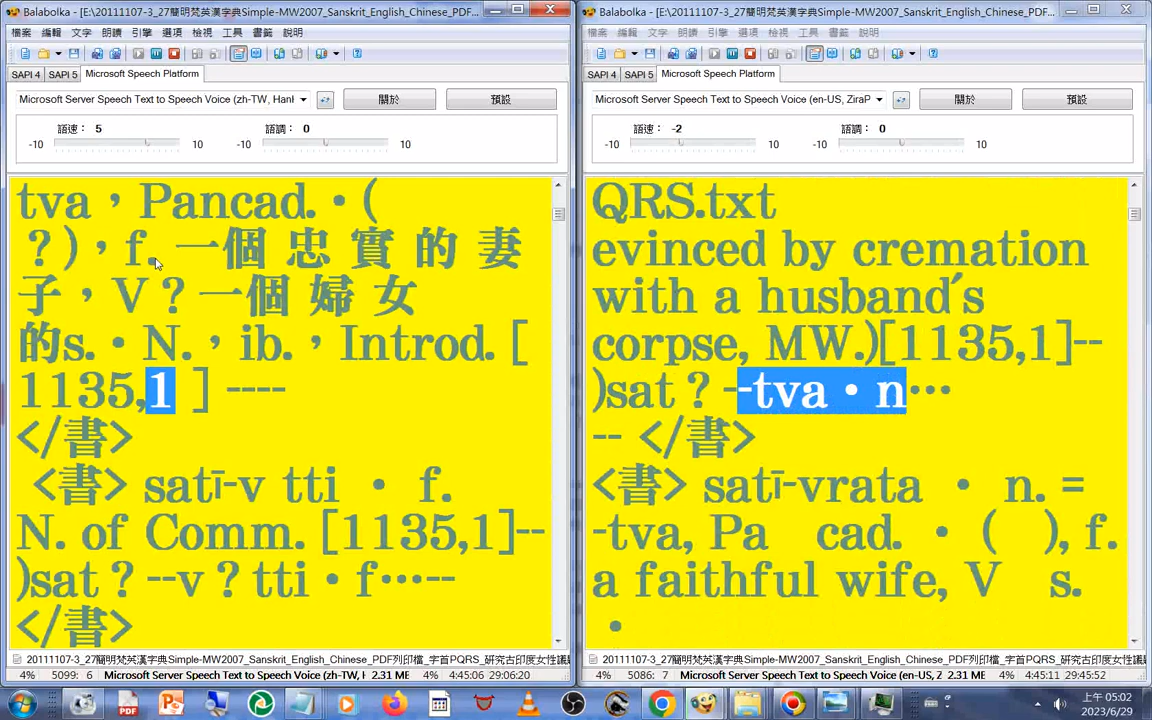 Balabolka - [E:\20111107-3_27簡明梵英漢字典Simple-MW2007_Sanskrit_English_Chinese_PDF...
檔案 編輯 文字 朗讀 引擎 選項 檢視 工具 書籤 說明
SAPI 4 SAPI 5 Microsoft Speech Platform
Microsoft Server Speech Text to Speech Voice (zh-TW, Hanl
關於 預設
語速： 5 語調： 0
-10 10 -10 10
tva，Pancad.·(
？)，f. 一個 忠 實 的 妻
子，V？一個 婦 女
的s.·N.，ib.，Introd. [
1135,1 ] ----
</書>
<書> satī-v tti · f.
N. of Comm. [1135,1]--
)sat？--v？tti·f…--
</書>
20111107-3_27簡明梵英漢字典Simple-MW2007_Sanskrit_English_Chinese_PDF列印檔_字首PQRS_研究古印度女性議
4% 5099: 6 Microsoft Server Speech Text to Speech Voice (zh-TW, H 2.31 MB 4:45:06 29:06:20
Balabolka - [E:\20111107-3_27簡明梵英漢字典Simple-MW2007_Sanskrit_English_Chinese_PDF...
檔案 編輯 文字 朗讀 引擎 選項 檢視 工具 書籤 說明
SAPI 4 SAPI 5 Microsoft Speech Platform
Microsoft Server Speech Text to Speech Voice (en-US, ZiraP
關於 預設
語速： -2 語調： 0
-10 10 -10 10
QRS.txt
evinced by cremation
with a husband's
corpse, MW.)[1135,1]--
)sat？--tva·n…
-- </書>
<書> satī-vrata · n. =
-tva, Pa cad. · ( ), f.
a faithful wife, V s.
·
20111107-3_27簡明梵英漢字典Simple-MW2007_Sanskrit_English_Chinese_PDF列印檔_字首PQRS_研究古印度女性議
4% 5086: 7 Microsoft Server Speech Text to Speech Voice (en-US, Z 2.31 MB 4:45:11 29:45:52
上午 05:02
2023/6/29